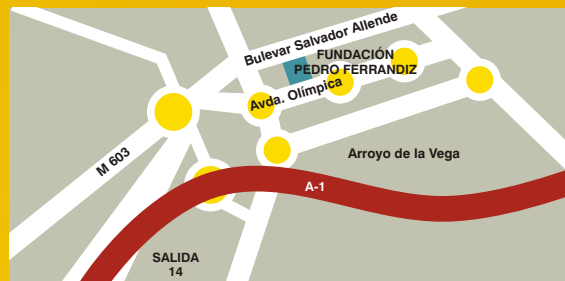 Bulevar Salvador Allende
FUNDACIÓN
PEDRO FERRANDIZ
Avda. Olímpica
M 603
Arroyo de la Vega
A-1
SALIDA
14